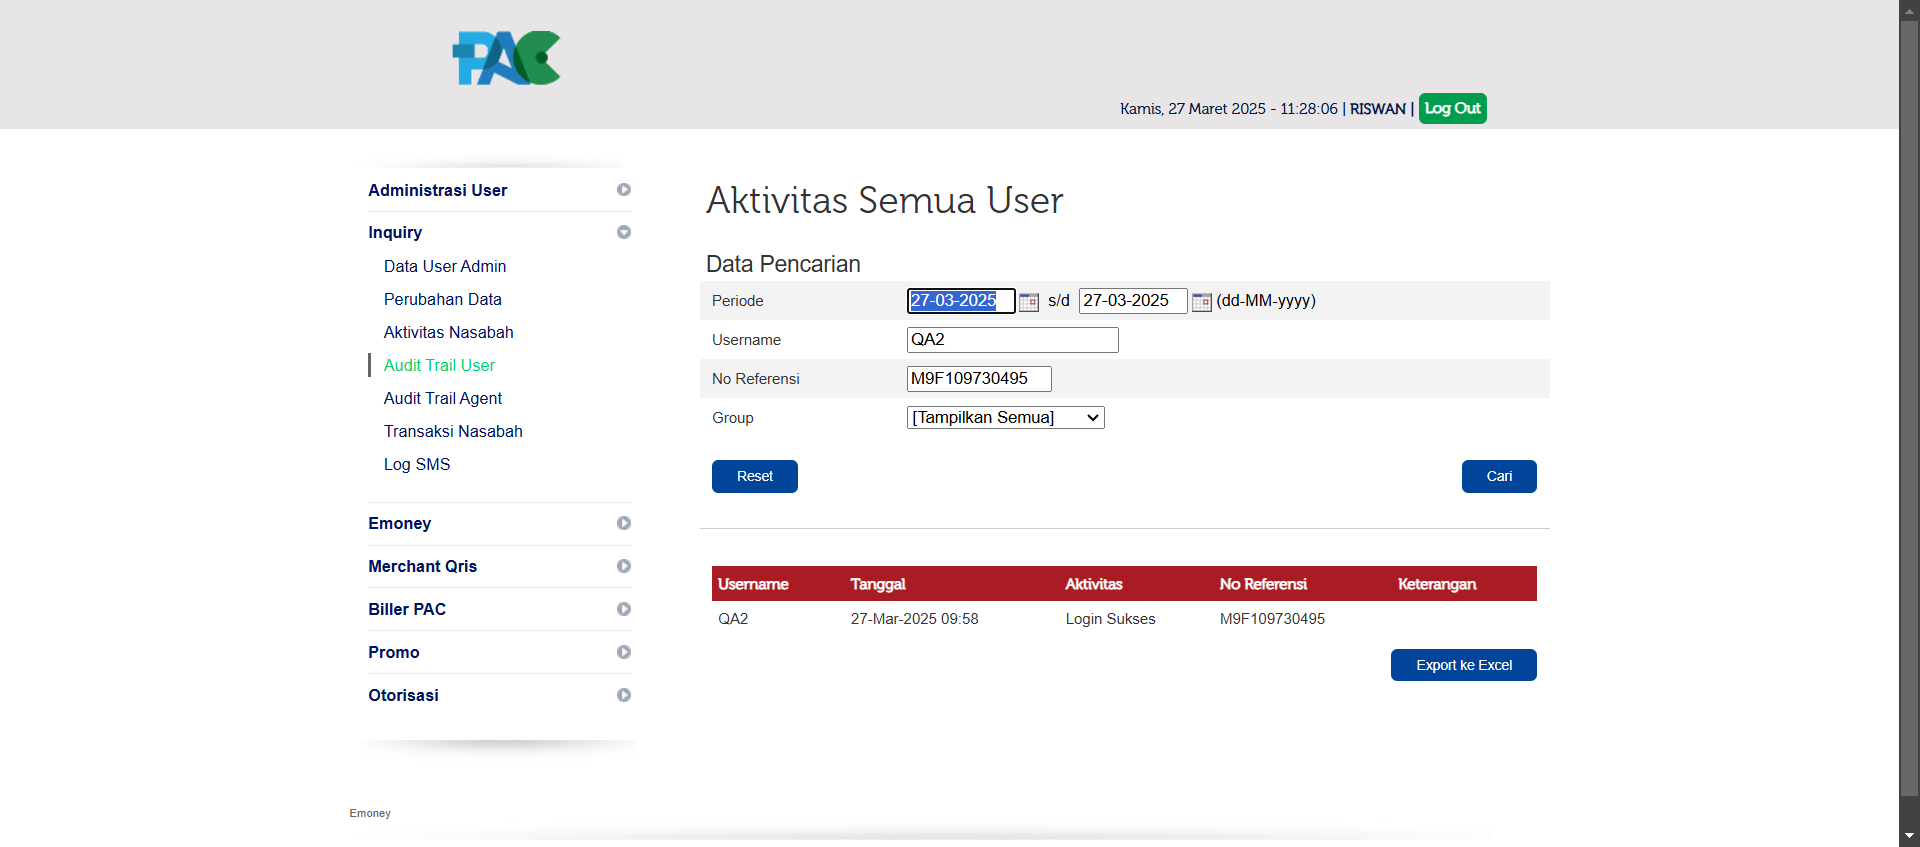 PAC
Kamis, 27 Maret 2025 - 11:28:06 | RISWAN | Log Out
Administrasi User
Inquiry
Data User Admin
Perubahan Data
Aktivitas Nasabah
Audit Trail User
Audit Trail Agent
Transaksi Nasabah
Log SMS
Emoney
Merchant Qris
Biller PAC
Promo
Otorisasi
Aktivitas Semua User
Data Pencarian
Periode 27-03-2025 s/d 27-03-2025 (dd-MM-yyyy)
Username QA2
No Referensi M9F109730495
Group [Tampilkan Semua]
Reset Cari
Username Tanggal Aktivitas No Referensi Keterangan
QA2 27-Mar-2025 09:58 Login Sukses M9F109730495
Export ke Excel
Emoney